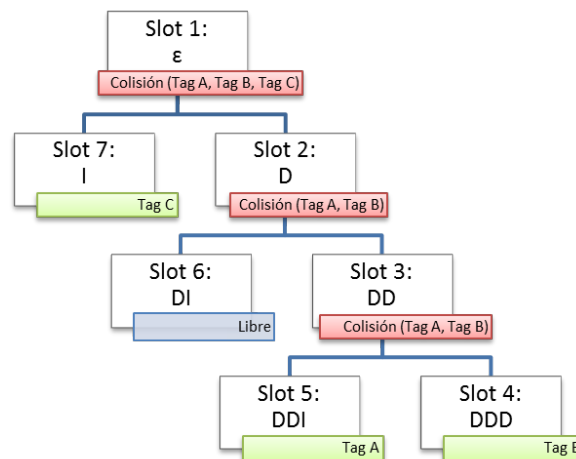 Slot 1:
ε
Colisión (Tag A, Tag B, Tag C)
Slot 7:
I
Tag C
Slot 2:
D
Colisión (Tag A, Tag B)
Slot 6:
DI
Libre
Slot 3:
DD
Colisión (Tag A, Tag B)
Slot 5:
DDI
Tag A
Slot 4:
DDD
Tag B